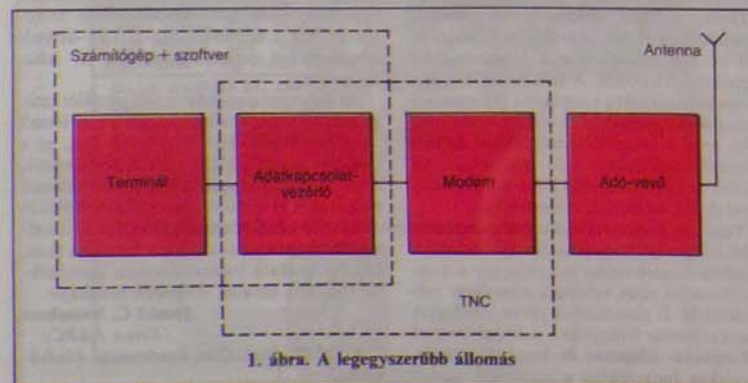 Számítógép + szoftver
Antenna
Terminál
Adatkapcsolat-
vezérlő
Modem
Adó-vevő
TNC
1. ábra. A legegyszerűbb állomás